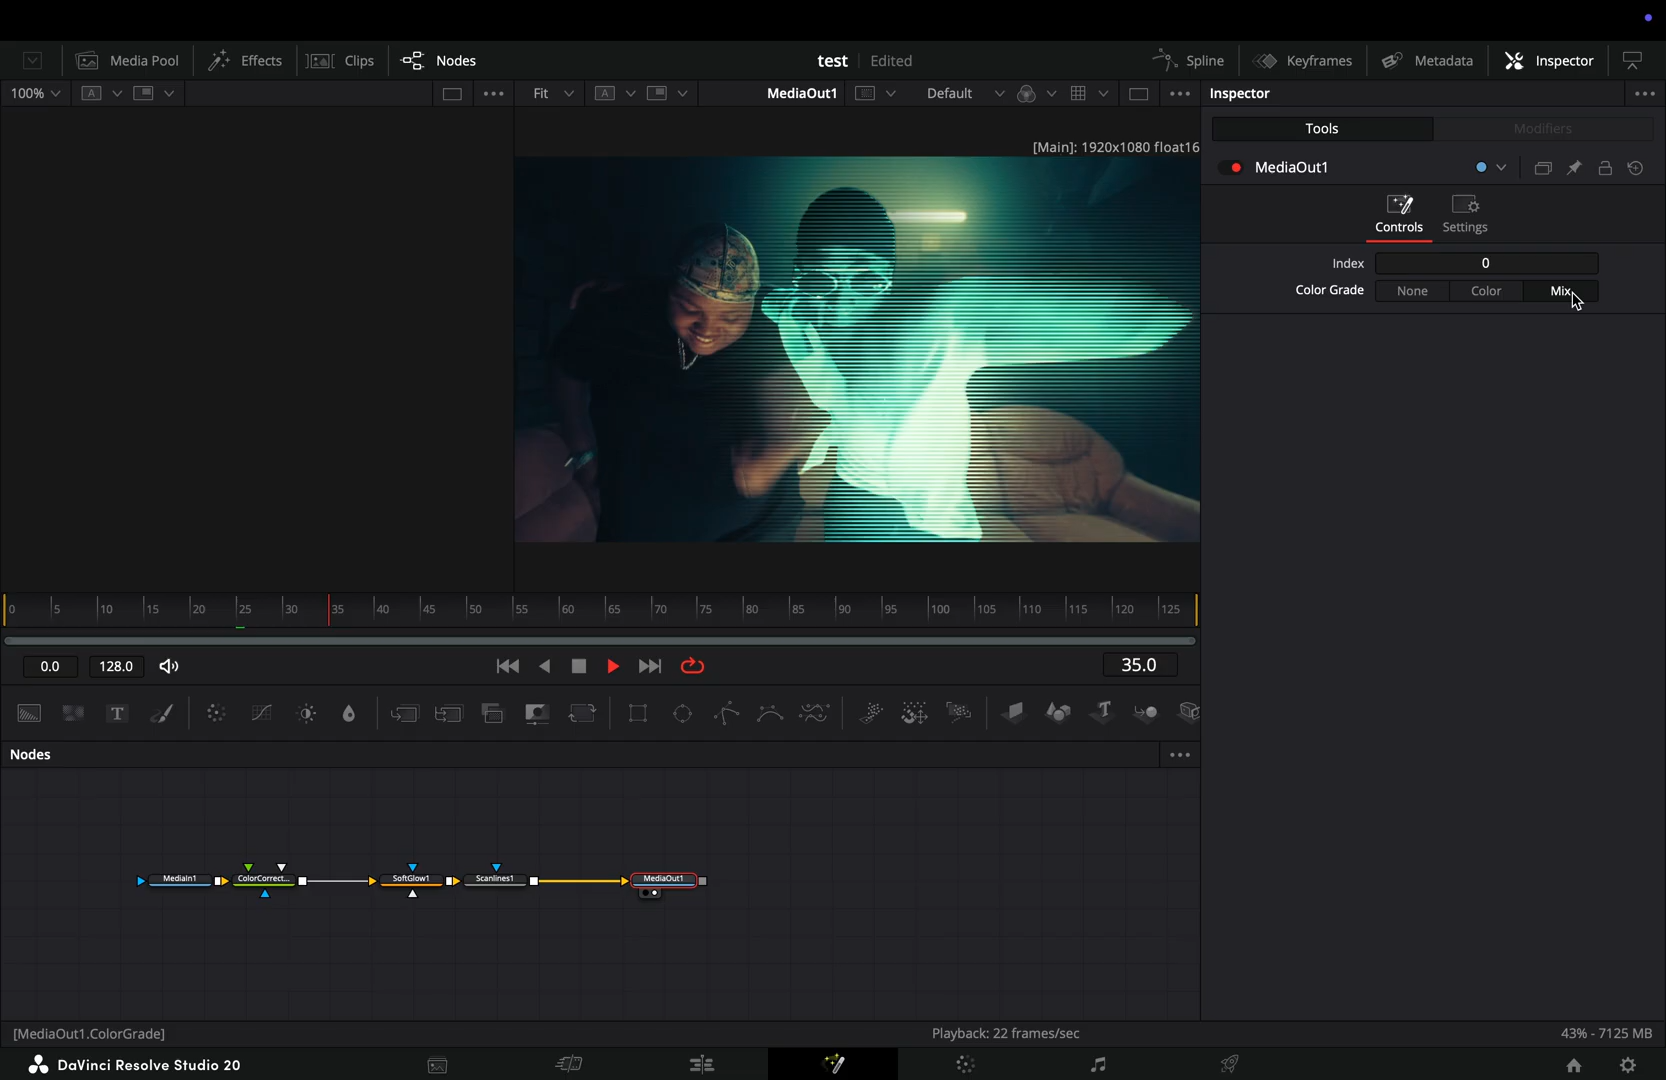 Media Pool
Effects
Clips
Nodes
test
Edited
Spline
Keyframes
Metadata
Inspector
100%
A
Fit
A
MediaOut1
Default
Inspector
Tools
Modifiers
[Main]: 1920x1080 float16
MediaOut1
Controls
Settings
Index
0
Color Grade
None
Color
Mix
0 5 10 15 20 25 30 35 40 45 50 55 60 65 70 75 80 85 90 95 100 105 110 115 120 125
0.0
128.0
35.0
T
T
Nodes
MediaIn1
ColorCorrect...
SoftGlow1
Scanlines1
MediaOut1
[MediaOut1.ColorGrade]
Playback: 22 frames/sec
43% - 7125 MB
DaVinci Resolve Studio 20